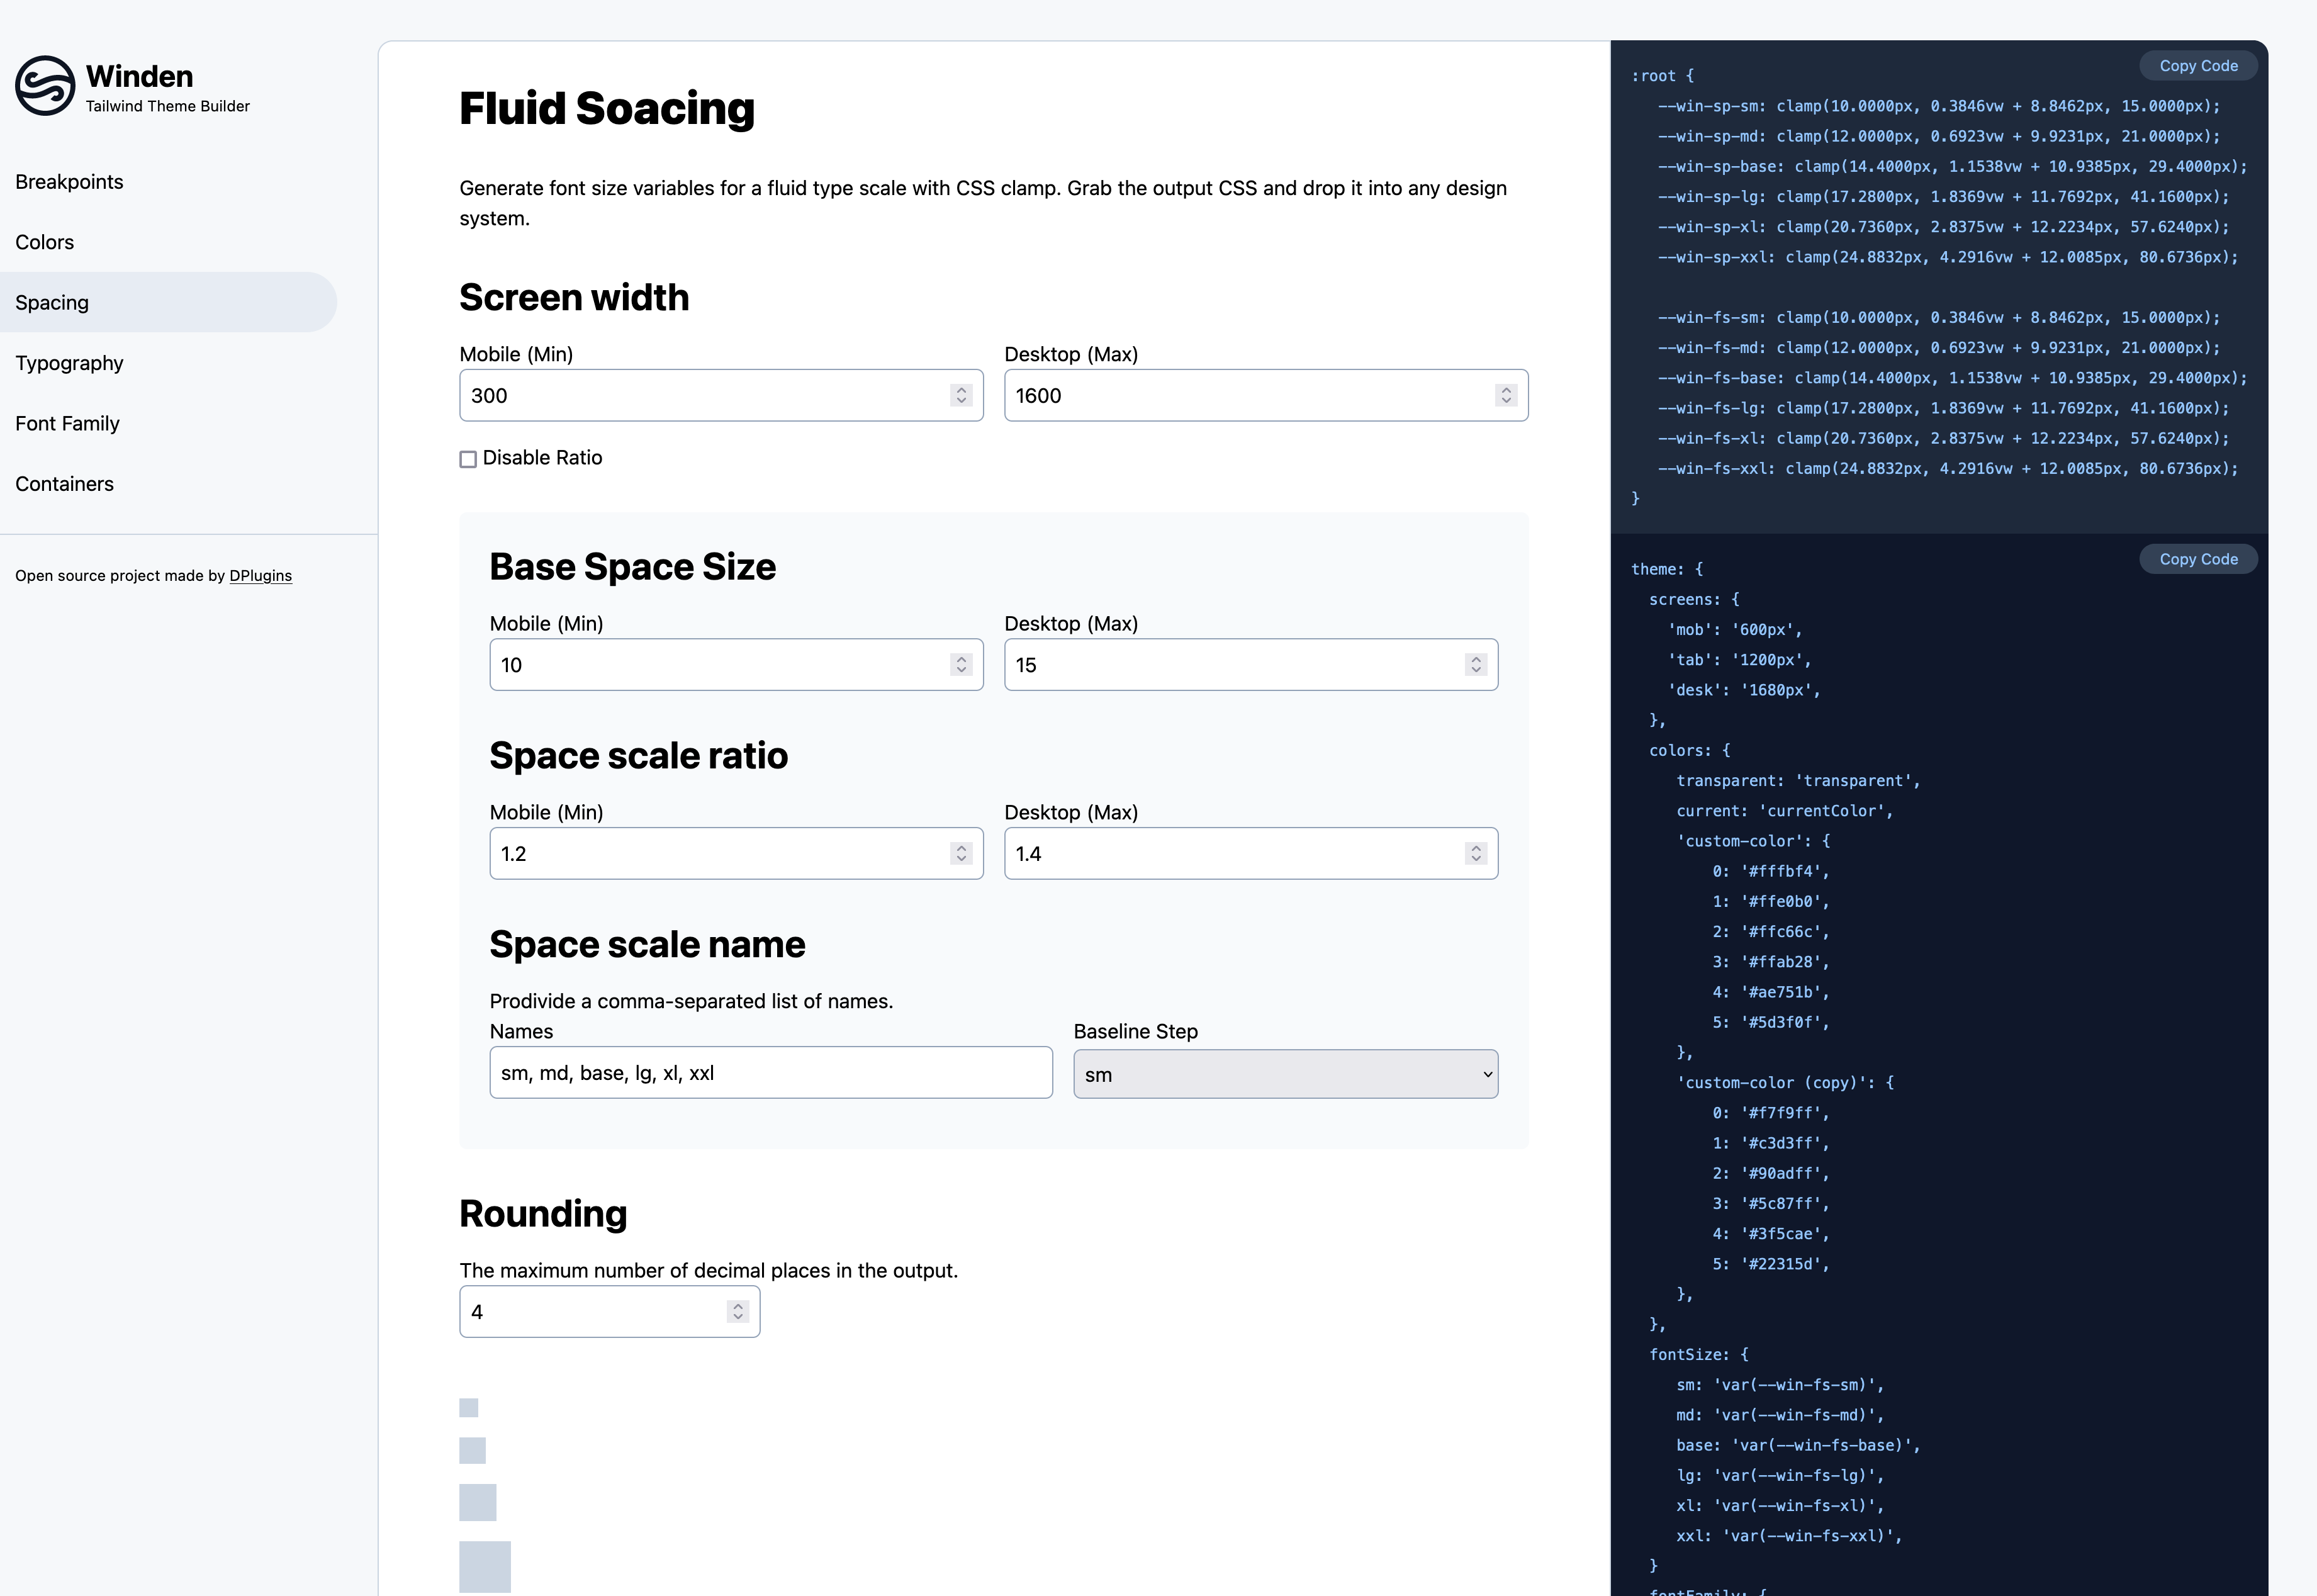 Winden
Tailwind Theme Builder
Breakpoints
Colors
Spacing
Typography
Font Family
Containers
Open source project made by DPlugins
Fluid Soacing
Generate font size variables for a fluid type scale with CSS clamp. Grab the output CSS and drop it into any design
system.
Screen width
Mobile (Min)
Desktop (Max)
300
1600
Disable Ratio
Base Space Size
Mobile (Min)
Desktop (Max)
10
15
Space scale ratio
Mobile (Min)
Desktop (Max)
1.2
1.4
Space scale name
Prodivide a comma-separated list of names.
Names
Baseline Step
sm, md, base, lg, xl, xxl
sm
Rounding
The maximum number of decimal places in the output.
4
Copy Code
:root {
--win-sp-sm: clamp(10.0000px, 0.3846vw + 8.8462px, 15.0000px);
--win-sp-md: clamp(12.0000px, 0.6923vw + 9.9231px, 21.0000px);
--win-sp-base: clamp(14.4000px, 1.1538vw + 10.9385px, 29.4000px);
--win-sp-lg: clamp(17.2800px, 1.8369vw + 11.7692px, 41.1600px);
--win-sp-xl: clamp(20.7360px, 2.8375vw + 12.2234px, 57.6240px);
--win-sp-xxl: clamp(24.8832px, 4.2916vw + 12.0085px, 80.6736px);
--win-fs-sm: clamp(10.0000px, 0.3846vw + 8.8462px, 15.0000px);
--win-fs-md: clamp(12.0000px, 0.6923vw + 9.9231px, 21.0000px);
--win-fs-base: clamp(14.4000px, 1.1538vw + 10.9385px, 29.4000px);
--win-fs-lg: clamp(17.2800px, 1.8369vw + 11.7692px, 41.1600px);
--win-fs-xl: clamp(20.7360px, 2.8375vw + 12.2234px, 57.6240px);
--win-fs-xxl: clamp(24.8832px, 4.2916vw + 12.0085px, 80.6736px);
}
Copy Code
theme: {
screens: {
'mob': '600px',
'tab': '1200px',
'desk': '1680px',
},
colors: {
transparent: 'transparent',
current: 'currentColor',
'custom-color': {
0: '#fffbf4',
1: '#ffe0b0',
2: '#ffc66c',
3: '#ffab28',
4: '#ae751b',
5: '#5d3f0f',
},
'custom-color (copy)': {
0: '#f7f9ff',
1: '#c3d3ff',
2: '#90adff',
3: '#5c87ff',
4: '#3f5cae',
5: '#22315d',
},
},
fontSize: {
sm: 'var(--win-fs-sm)',
md: 'var(--win-fs-md)',
base: 'var(--win-fs-base)',
lg: 'var(--win-fs-lg)',
xl: 'var(--win-fs-xl)',
xxl: 'var(--win-fs-xxl)',
}
fontFamily: {